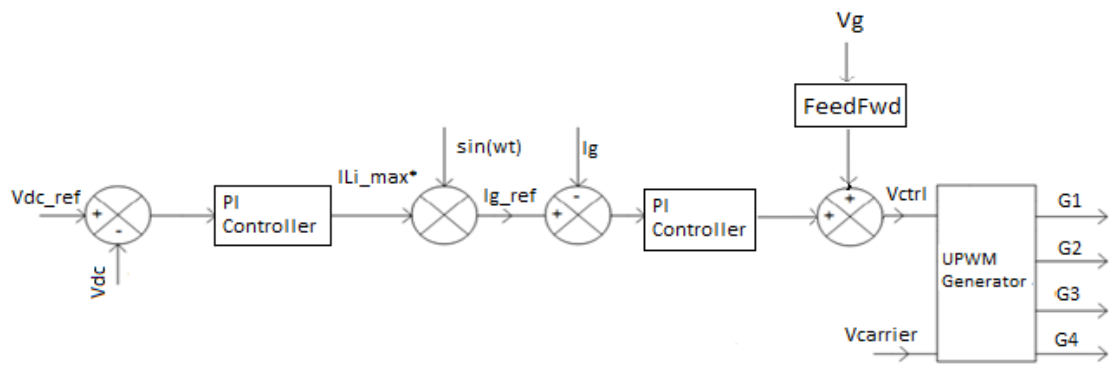 Vg
FeedFwd
sin(wt)
Ig
Vdc_ref
+
-
Vdc
PI
Controller
ILi_max*
Ig_ref
+
-
PI
Controller
+
+
Vctrl
Vcarrier
UPWM
Generator
G1
G2
G3
G4